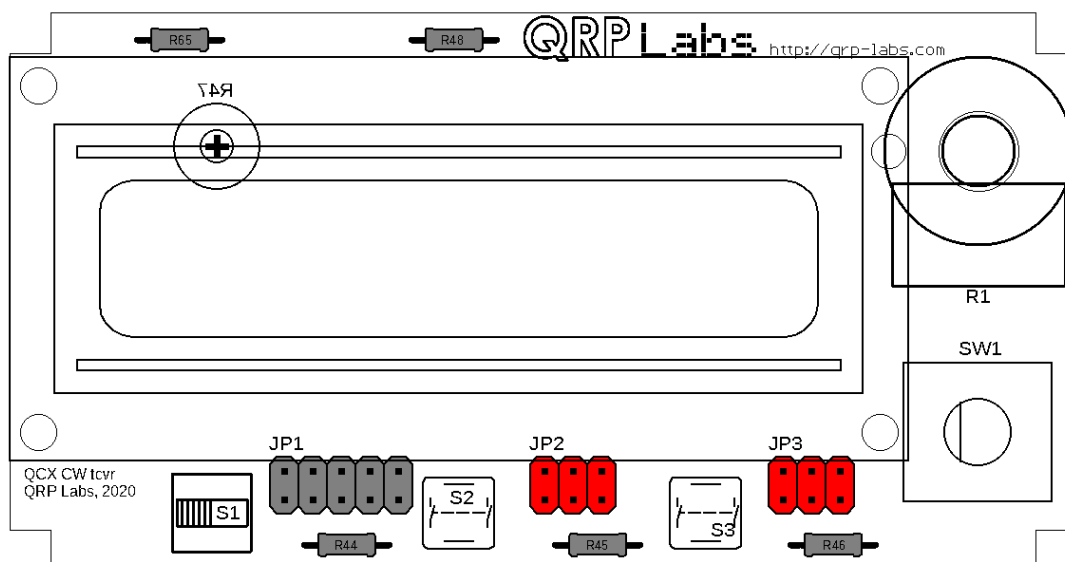 QRP Labs http://qrp-labs.com
R65
R48
R47
R1
SW1
JP1
JP2
JP3
QCX CW tcvr
QRP Labs, 2020
S1
S2
S3
R44
R45
R46